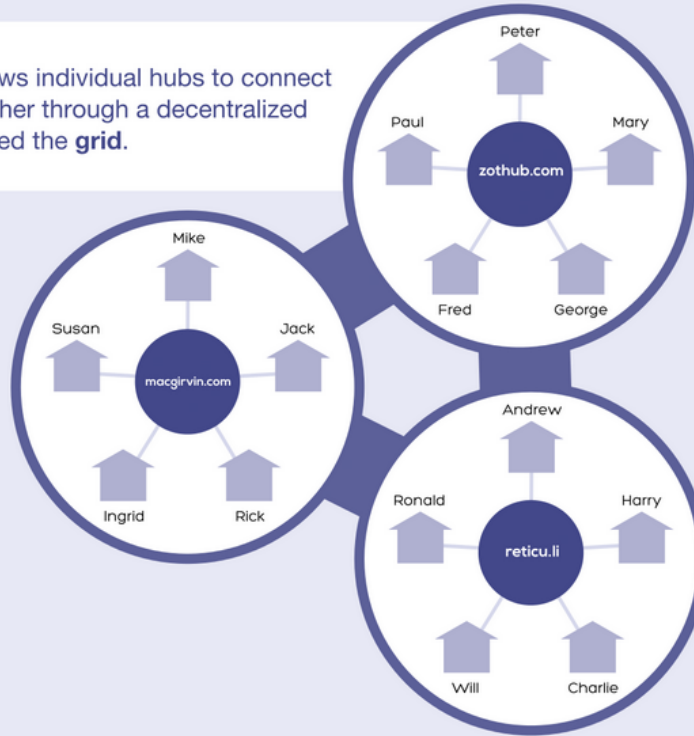 ws individual hubs to connect
her through a decentralized
ed the grid.
Peter
Paul
Mary
zothub.com
Fred
George
Mike
Susan
Jack
macgirvin.com
Ingrid
Rick
Andrew
Ronald
Harry
reticu.li
Will
Charlie